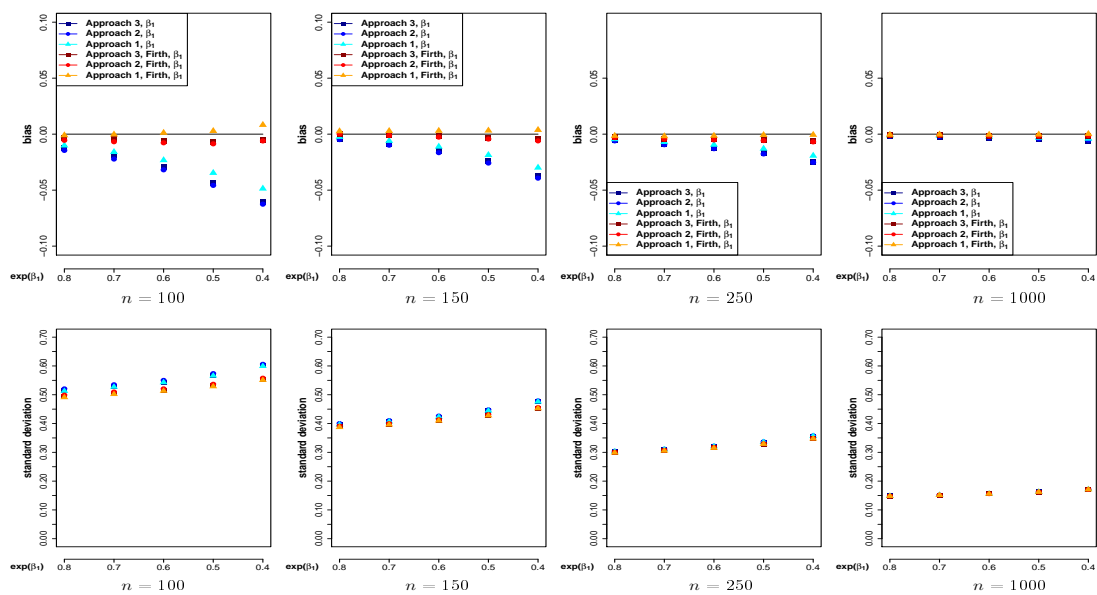 bias
0.10
0.05
0.00
−0.05
−0.10
Approach 3, β₁
Approach 2, β₁
Approach 1, β₁
Approach 3, Firth, β₁
Approach 2, Firth, β₁
Approach 1, Firth, β₁
exp(β₁)
0.8 0.7 0.6 0.5 0.4
n = 100
bias
0.10
0.05
0.00
−0.05
−0.10
Approach 3, β₁
Approach 2, β₁
Approach 1, β₁
Approach 3, Firth, β₁
Approach 2, Firth, β₁
Approach 1, Firth, β₁
exp(β₁)
0.8 0.7 0.6 0.5 0.4
n = 150
bias
0.05
0.00
−0.05
−0.10
Approach 3, β₁
Approach 2, β₁
Approach 1, β₁
Approach 3, Firth, β₁
Approach 2, Firth, β₁
Approach 1, Firth, β₁
exp(β₁)
0.8 0.7 0.6 0.5 0.4
n = 250
bias
0.05
0.00
−0.05
−0.10
Approach 3, β₁
Approach 2, β₁
Approach 1, β₁
Approach 3, Firth, β₁
Approach 2, Firth, β₁
Approach 1, Firth, β₁
exp(β₁)
0.8 0.7 0.6 0.5 0.4
n = 1000
standard deviation
0.70
0.60
0.50
0.40
0.30
0.20
0.10
0.00
exp(β₁)
0.8 0.7 0.6 0.5 0.4
n = 100
standard deviation
0.70
0.60
0.50
0.40
0.30
0.20
0.10
0.00
exp(β₁)
0.8 0.7 0.6 0.5 0.4
n = 150
standard deviation
0.70
0.60
0.50
0.40
0.30
0.20
0.10
0.00
exp(β₁)
0.8 0.7 0.6 0.5 0.4
n = 250
standard deviation
0.70
0.60
0.50
0.40
0.30
0.20
0.10
0.00
exp(β₁)
0.8 0.7 0.6 0.5 0.4
n = 1000